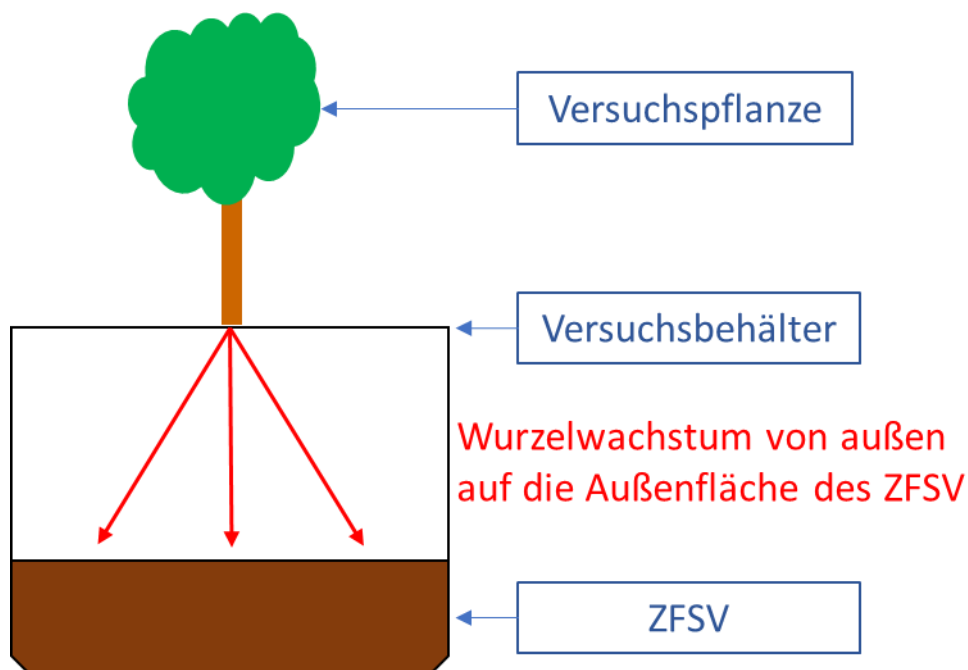 Versuchspflanze
Versuchsbehälter
Wurzelwachstum von außen
auf die Außenfläche des ZFSV
ZFSV